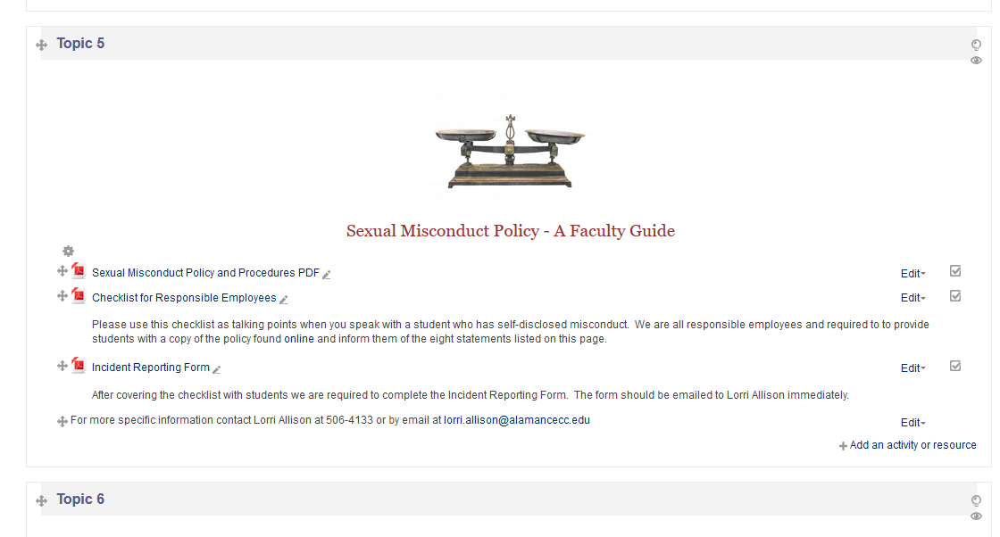 Topic 5
Sexual Misconduct Policy - A Faculty Guide
Sexual Misconduct Policy and Procedures PDF
Edit
Checklist for Responsible Employees
Edit
Please use this checklist as talking points when you speak with a student who has self-disclosed misconduct. We are all responsible employees and required to to provide
students with a copy of the policy found online and inform them of the eight statements listed on this page.
Incident Reporting Form
Edit
After covering the checklist with students we are required to complete the Incident Reporting Form. The form should be emailed to Lorri Allison immediately.
For more specific information contact Lorri Allison at 506-4133 or by email at lorri.allison@alamancecc.edu
Edit
Add an activity or resource
Topic 6